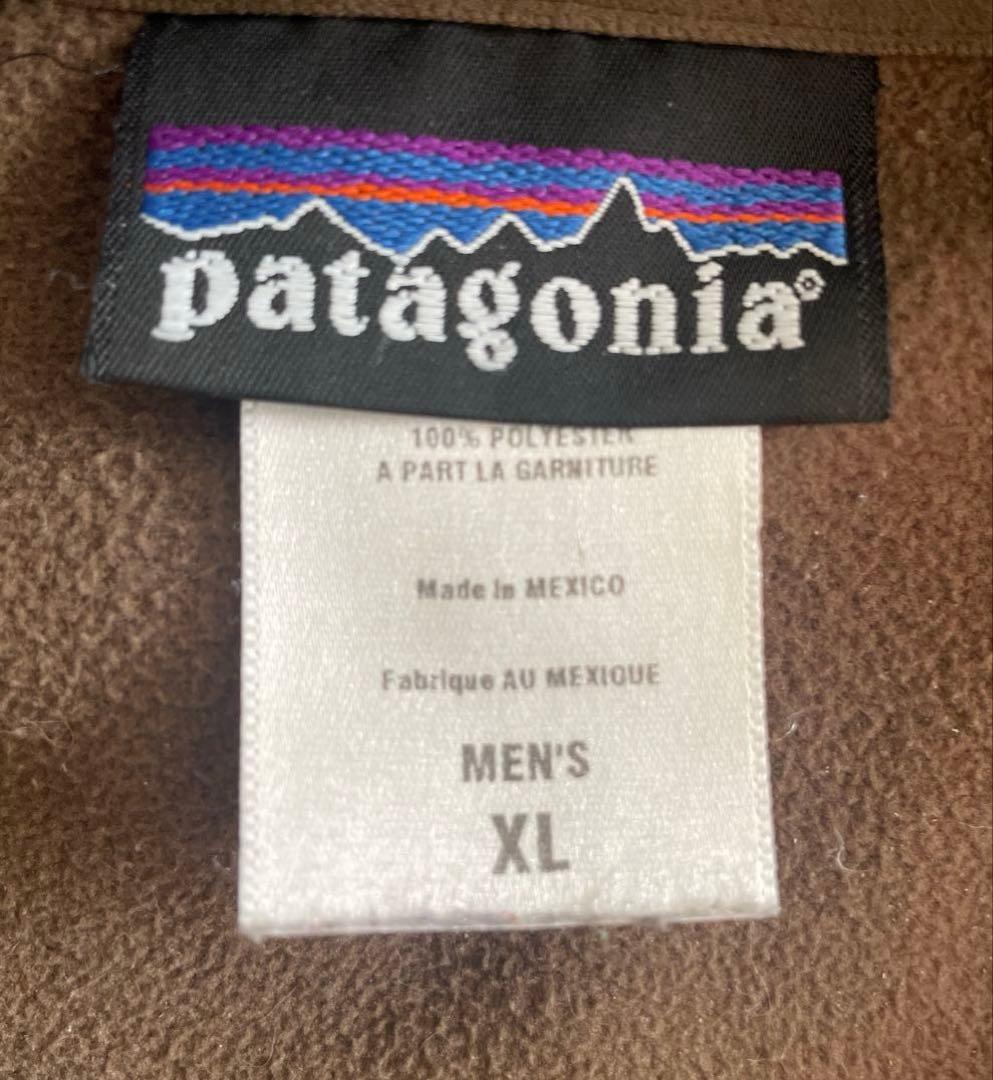 patagonia®
100% POLYESTER
A PART LA GARNITURE
Made in MEXICO
Fabrique AU MEXIQUE
MEN'S
XL